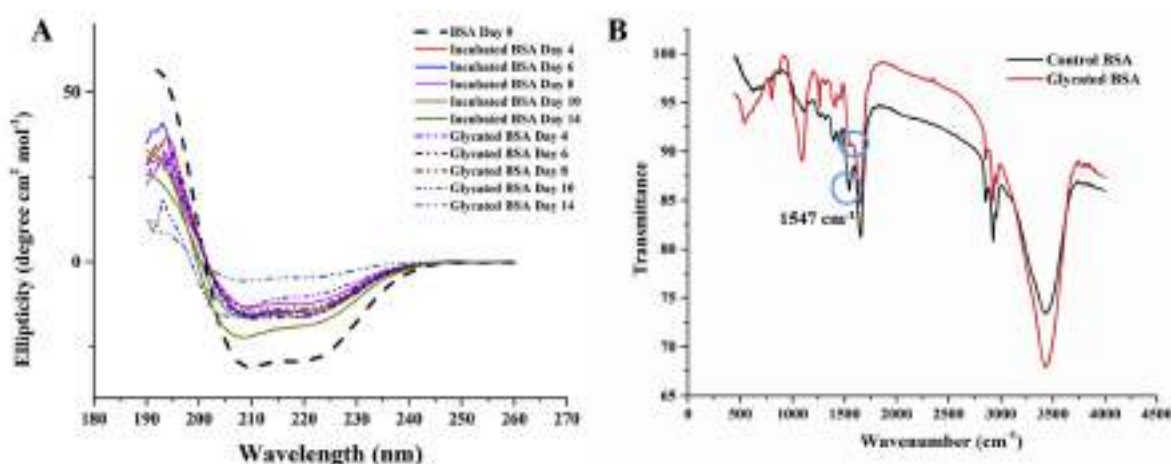 A
BSA Day 0
Incubated BSA Day 4
Incubated BSA Day 6
Incubated BSA Day 8
Incubated BSA Day 10
Incubated BSA Day 14
Glycated BSA Day 4
Glycated BSA Day 6
Glycated BSA Day 8
Glycated BSA Day 10
Glycated BSA Day 14
50
0
Ellipticity (degree cm² mol⁻¹)
180 190 200 210 220 230 240 250 260 270
Wavelength (nm)
B
Control BSA
Glycated BSA
100
95
90
85
80
75
70
65
1547 cm⁻¹
Transmittance
0 500 1000 1500 2000 2500 3000 3500 4000 4500
Wavenumber (cm⁻¹)